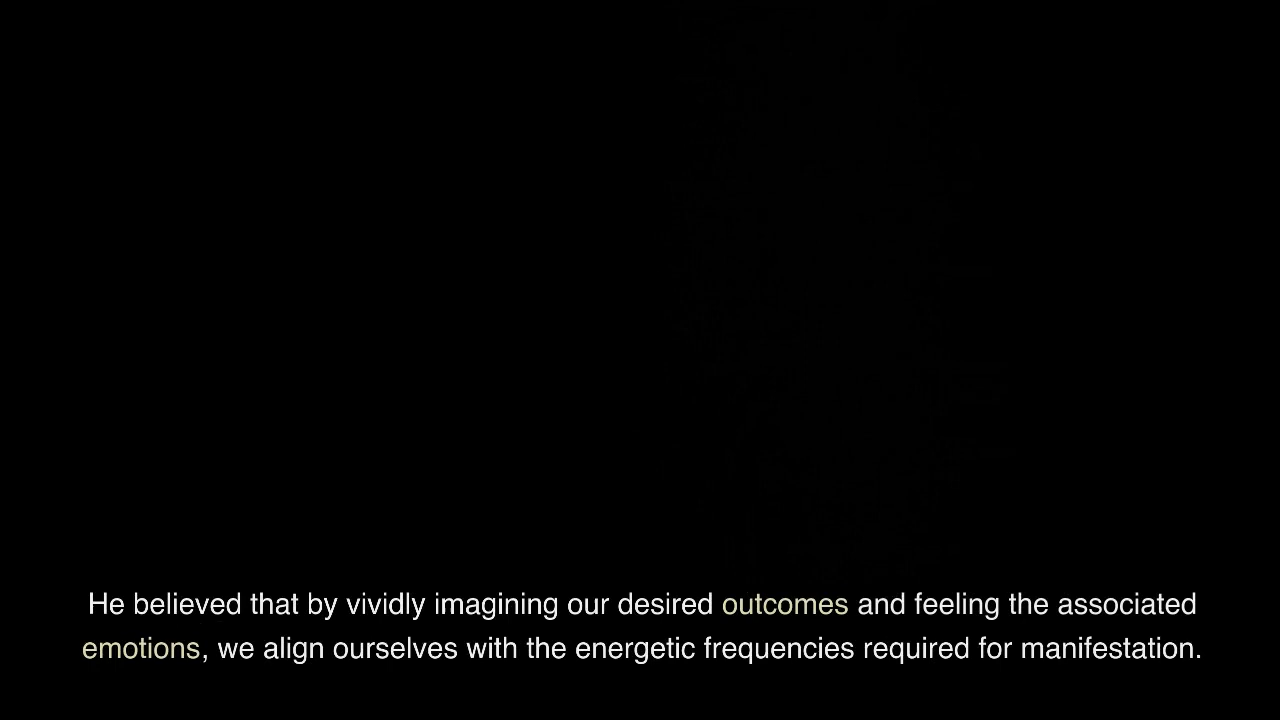 He believed that by vividly imagining our desired outcomes and feeling the associated
emotions, we align ourselves with the energetic frequencies required for manifestation.